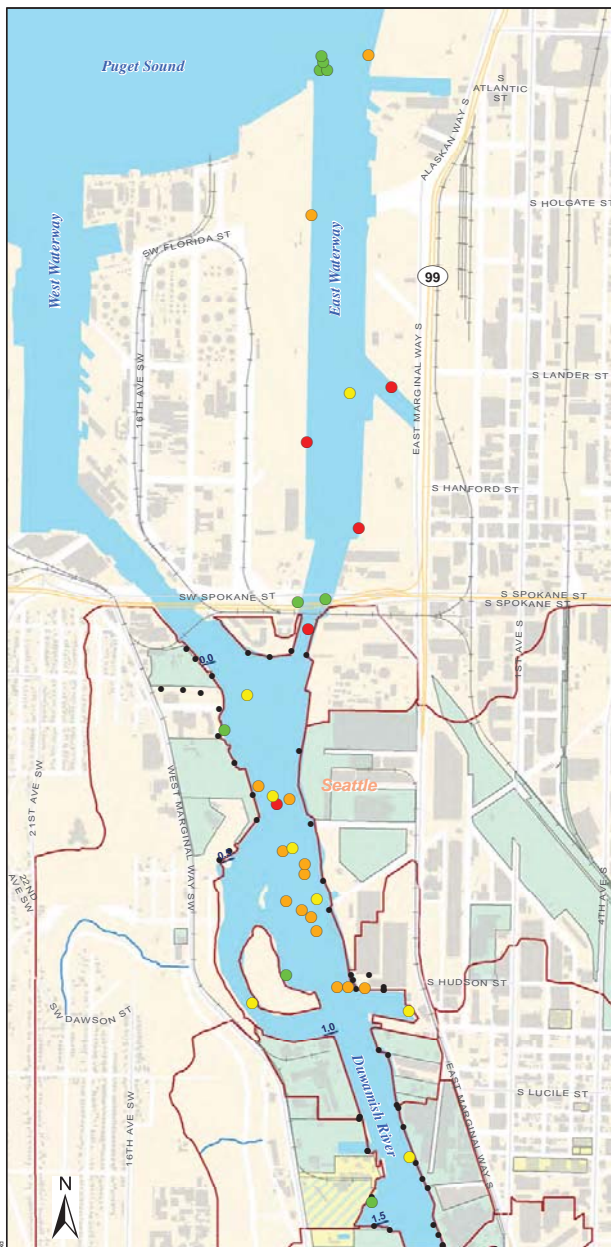 Puget Sound
S
ATLANTIC
ST
ALASKAN WAY S
S HOLGATE ST
SW FLORIDA ST
West Waterway
East Waterway
99
16TH AVE SW
EAST MARGINAL WAY S
S LANDER ST
S HANFORD ST
SW SPOKANE ST
S SPOKANE ST
S SPOKANE ST
1ST AVE S
0.0
Seattle
21ST AVE SW
WEST MARGINAL WAY SW
22ND
AVE SW
4TH AVE S
S HUDSON ST
SW DAWSON ST
1.0
Duwamish River
S LUCILE ST
16TH AVE SW
EAST MARGINAL WAY S
1.5
N